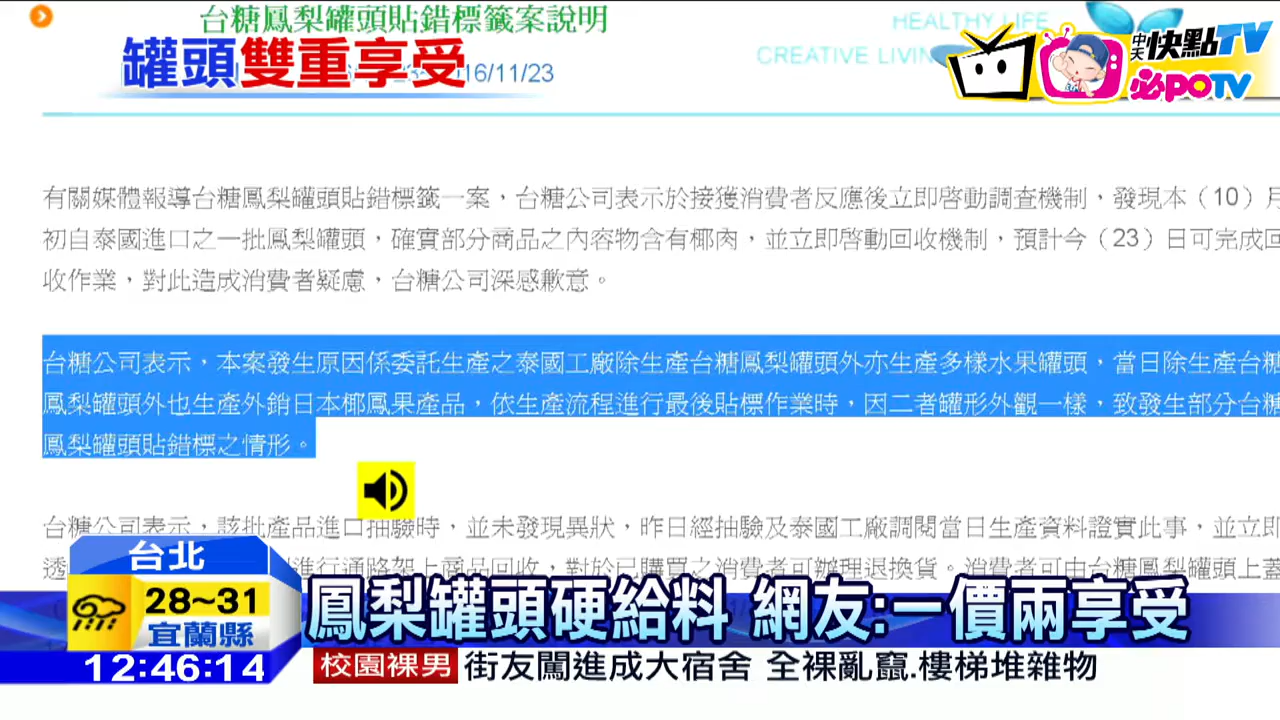 台糖鳳梨罐頭貼錯標籤案說明
HEALTHY LIFE
CREATIVE LIVIN
罐頭雙重享受
16/11/23
中天快點TV
必POTV
有關媒體報導台糖鳳梨罐頭貼錯標籤一案，台糖公司表示於接獲消費者反應後立即啓動調查機制，發現本（10）月
初自泰國進口之一批鳳梨罐頭，確實部分商品之內容物含有椰肉，並立即啓動回收機制，預計今（23）日可完成回
收作業，對此造成消費者疑慮，台糖公司深感歉意。
台糖公司表示，本案發生原因係委託生產之泰國工廠除生產台糖鳳梨罐頭外亦生產多樣水果罐頭，當日除生產台糖
鳳梨罐頭外也生產外銷日本椰鳳果產品，依生產流程進行最後貼標作業時，因二者罐形外觀一樣，致發生部分台糖
鳳梨罐頭貼錯標之情形。
台糖公司表示，該批產品進口抽驗時，並未發現異狀，昨日經抽驗及泰國工廠調閱當日生產資料證實此事，並立即
透 進行通路架上商品回收，對於已購買之消費者可辦理退換貨。消費者可由台糖鳳梨罐頭上蓋
台北
28~31
宜蘭縣
12:46:14
鳳梨罐頭硬給料 網友:一價兩享受
校園裸男 街友闖進成大宿舍 全裸亂竄.樓梯堆雜物